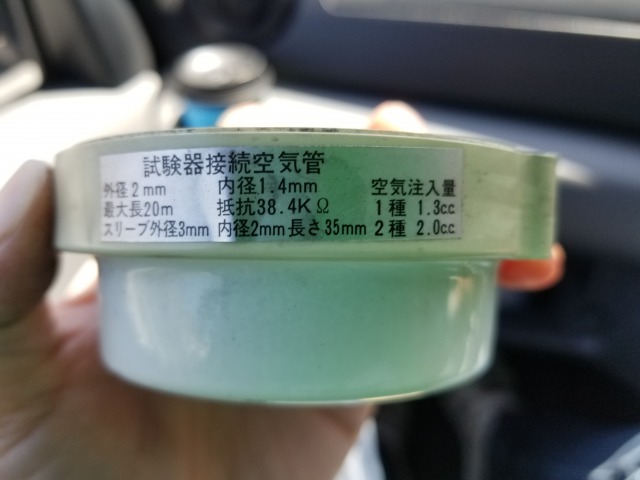 試験器接続空気管
外径2mm 内径1.4mm 空気注入量
最大長20m 抵抗38.4KΩ 1種 1.3cc
スリーブ外径3mm 内径2mm長さ35mm 2種 2.0cc